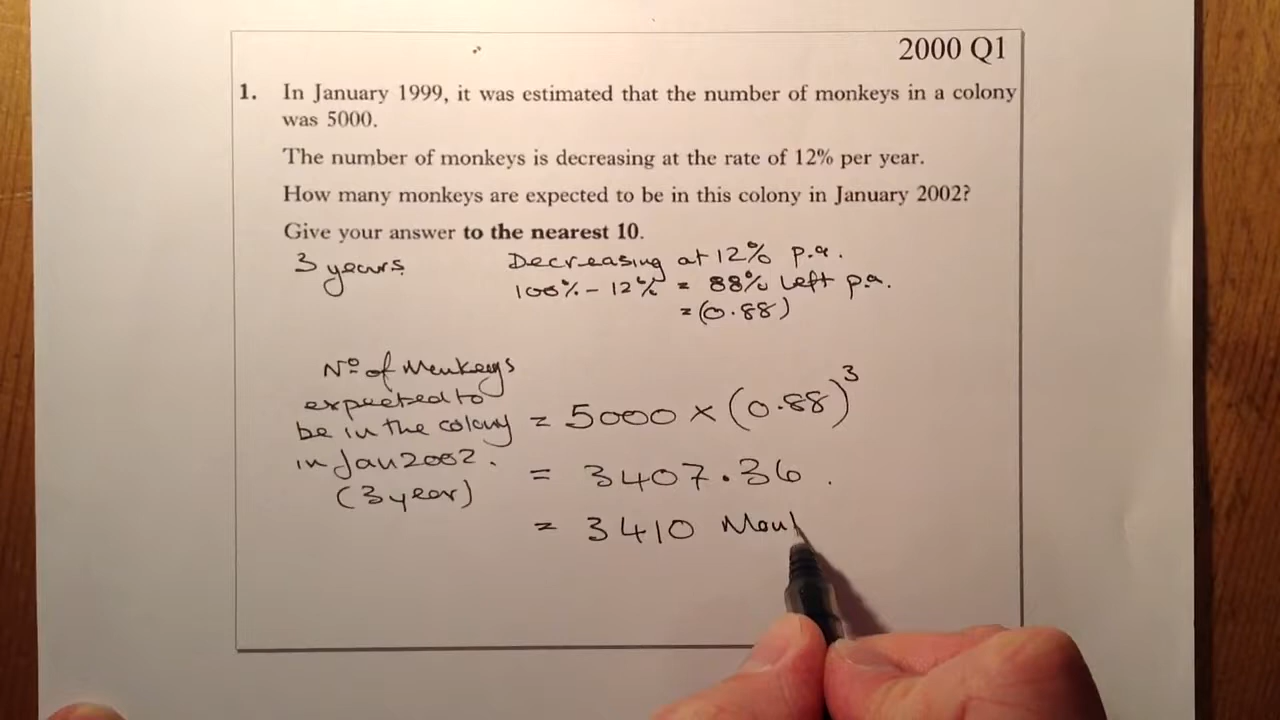 2000 Q1
1. In January 1999, it was estimated that the number of monkeys in a colony
was 5000.
The number of monkeys is decreasing at the rate of 12% per year.
How many monkeys are expected to be in this colony in January 2002?
Give your answer to the nearest 10.
3 years.
Decreasing at 12% p.a.
100% - 12% = 88% Left p.a.
= (0.88)
Nº of Monkeys
expected to
be in the colony
in Jan 2002.
(3 year)
= 5000 × (0.88)³
= 3407.36.
= 3410 Monk